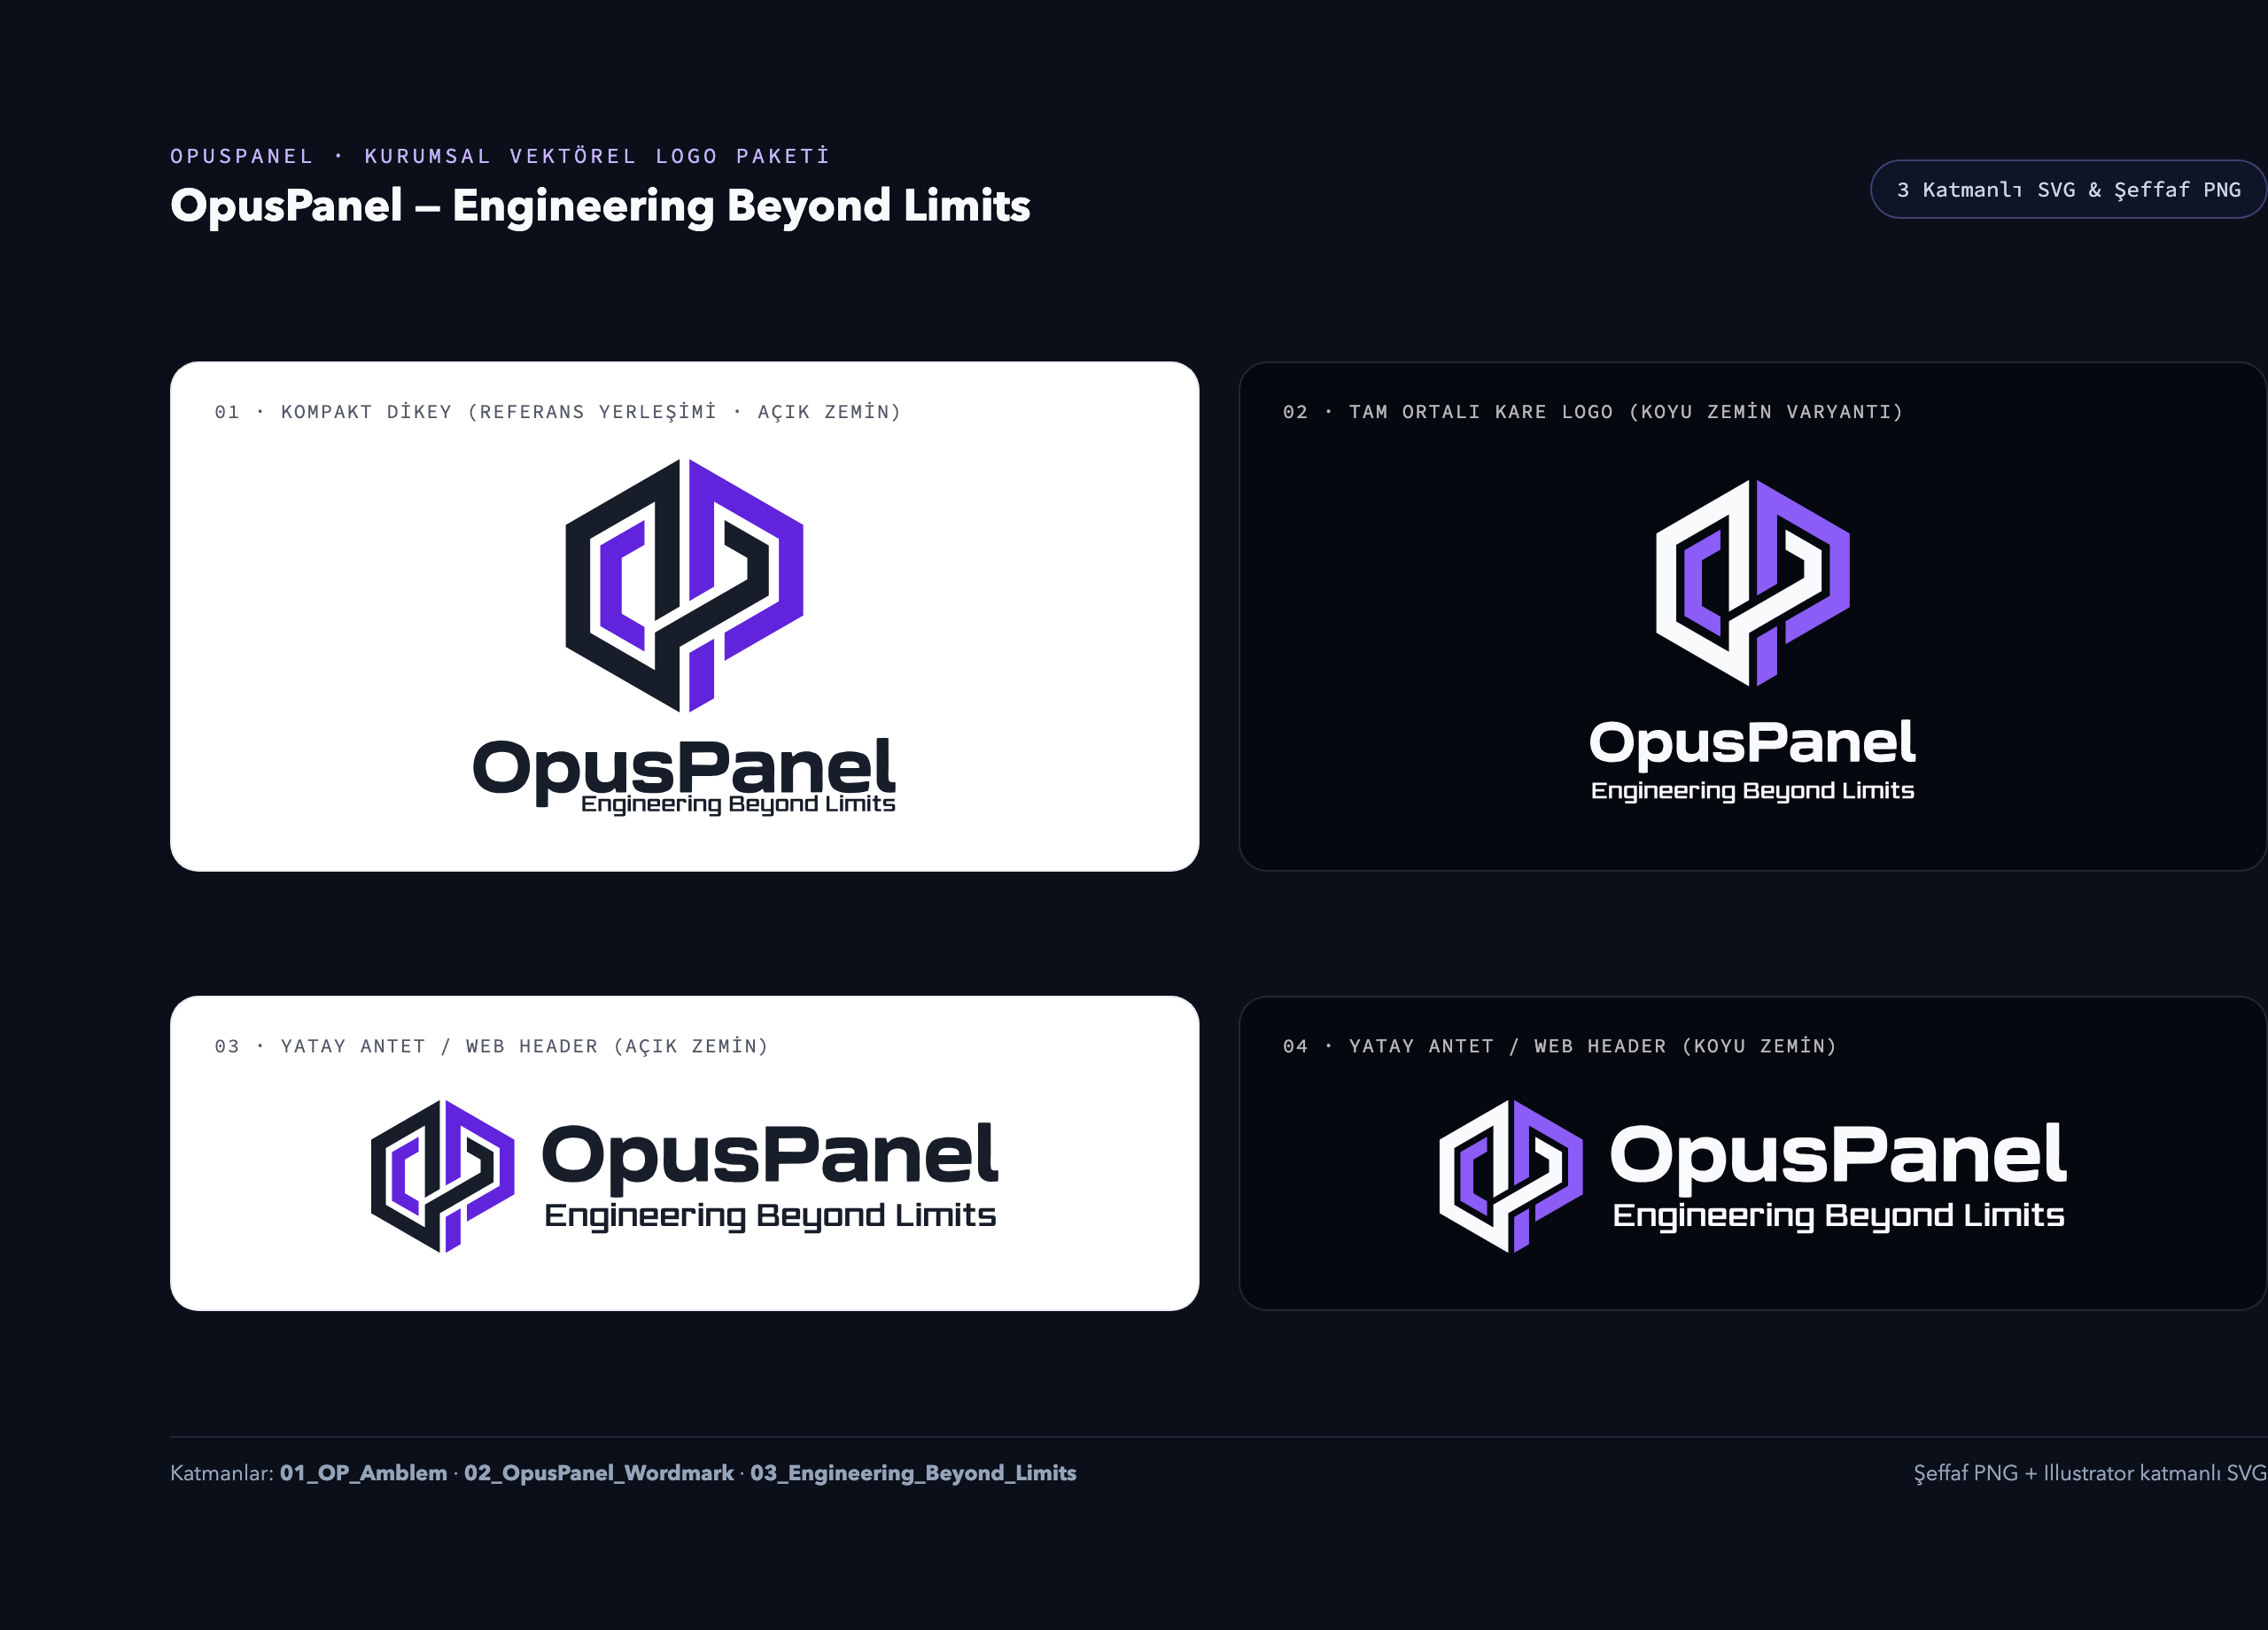 OPUSPANEL · KURUMSAL VEKTÖREL LOGO PAKETİ
OpusPanel — Engineering Beyond Limits
3 Katmanlı SVG & Şeffaf PNG
01 · KOMPAKT DİKEY (REFERANS YERLEŞİMİ · AÇIK ZEMİN)
OpusPanel
Engineering Beyond Limits
02 · TAM ORTALI KARE LOGO (KOYU ZEMİN VARYANTI)
OpusPanel
Engineering Beyond Limits
03 · YATAY ANTET / WEB HEADER (AÇIK ZEMİN)
OpusPanel
Engineering Beyond Limits
04 · YATAY ANTET / WEB HEADER (KOYU ZEMİN)
OpusPanel
Engineering Beyond Limits
Katmanlar: 01_OP_Amblem · 02_OpusPanel_Wordmark · 03_Engineering_Beyond_Limits
Şeffaf PNG + Illustrator katmanlı SVG